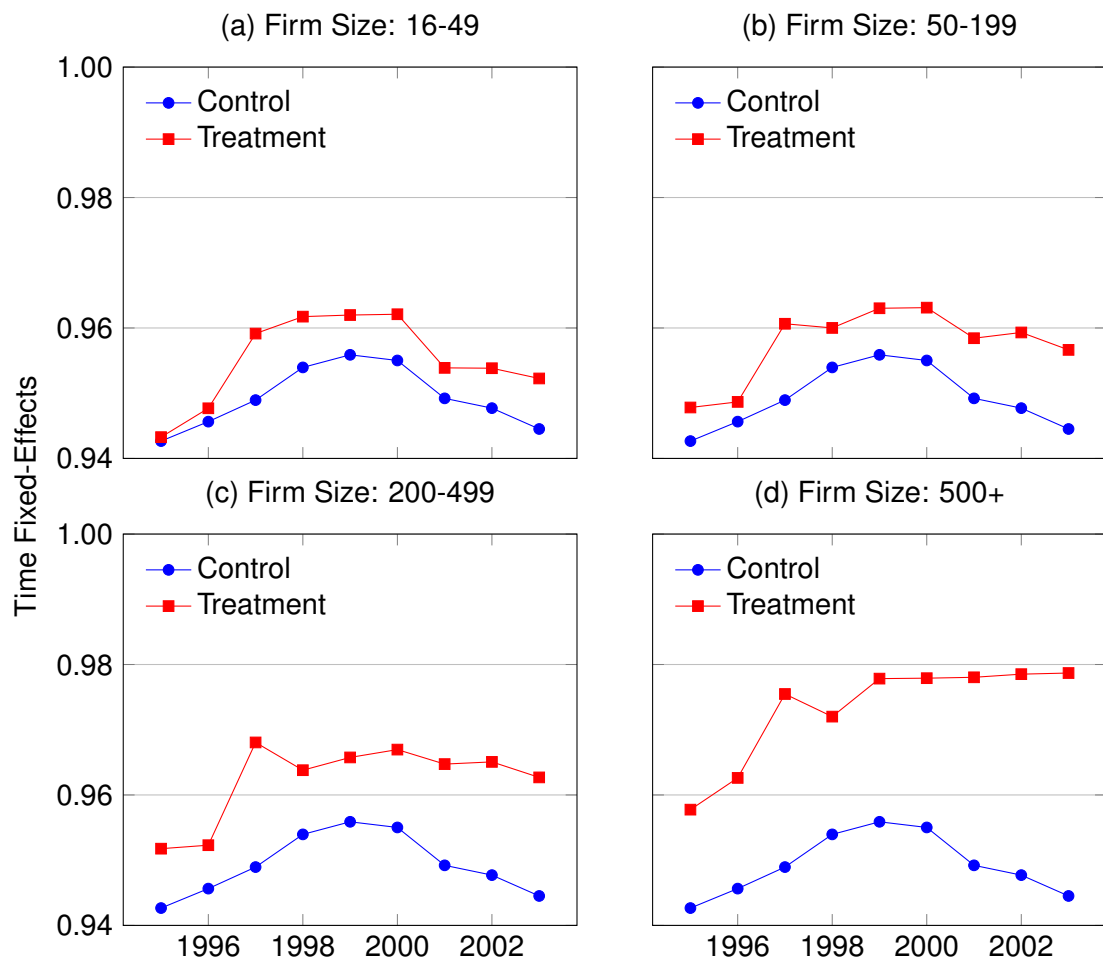 (a) Firm Size: 16-49
(b) Firm Size: 50-199
1.00
Control
Treatment
Control
Treatment
0.98
0.96
0.94
Time Fixed-Effects
(c) Firm Size: 200-499
(d) Firm Size: 500+
1.00
Control
Treatment
Control
Treatment
0.98
0.96
0.94
1996 1998 2000 2002
1996 1998 2000 2002